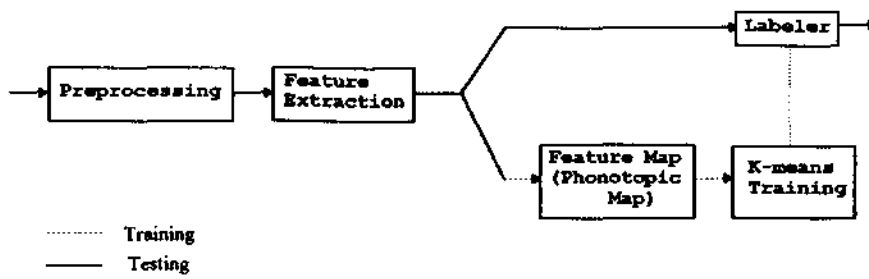 Labeler
Preprocessing
Feature
Extraction
Feature Map
(Phonotopic
Map)
K-means
Training
Training
Testing